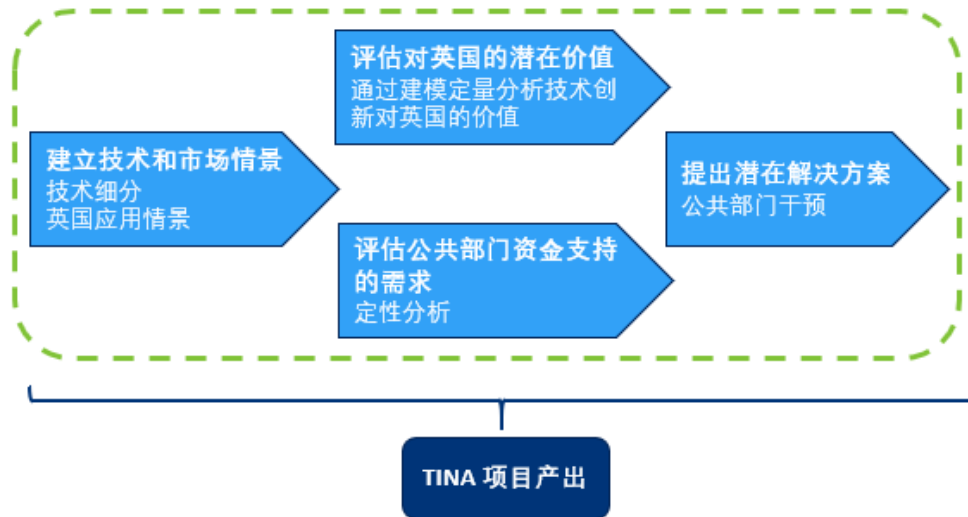 建立技术和市场情景
技术细分
英国应用情景
评估对英国的潜在价值
通过建模定量分析技术创
新对英国的价值
评估公共部门资金支持
的需求
定性分析
提出潜在解决方案
公共部门干预
TINA 项目产出